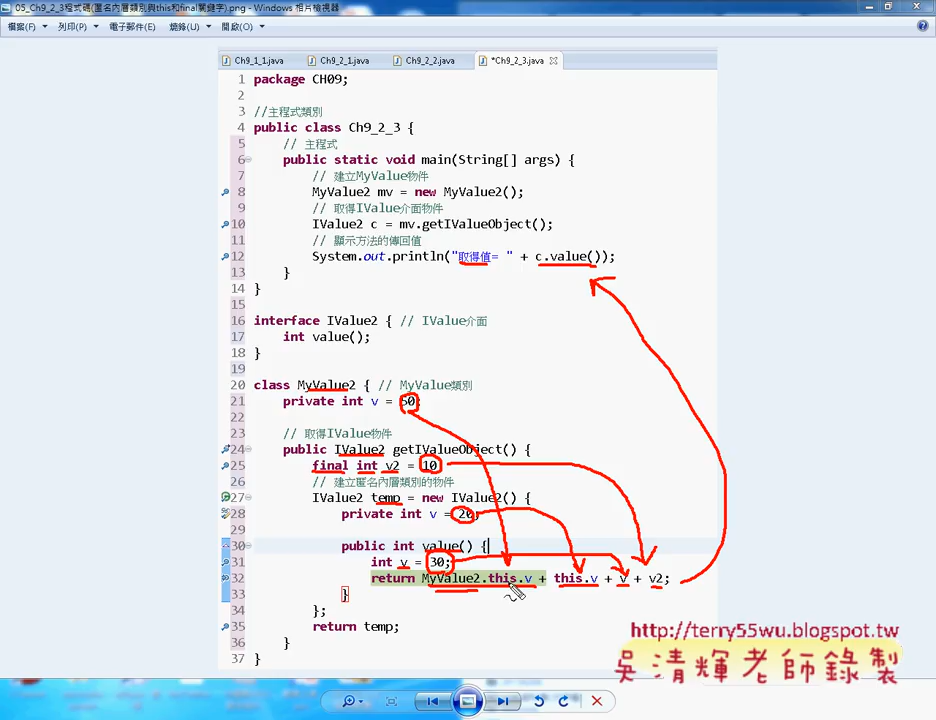 05_Ch9_2_3程式碼(匿名內層類別與this和final關鍵字).png - Windows 相片檢視器
檔案(F) 列印(P) 電子郵件(E) 燒錄(U) 開啟(O)
Ch9_1_1.java Ch9_2_1.java Ch9_2_2.java *Ch9_2_3.java
1 package CH09;
2
3 //主程式類別
4 public class Ch9_2_3 {
5 // 主程式
6 public static void main(String[] args) {
7 // 建立MyValue物件
8 MyValue2 mv = new MyValue2();
9 // 取得IValue介面物件
10 IValue2 c = mv.getIValueObject();
11 // 顯示方法的傳回值
12 System.out.println("取得值= " + c.value());
13 }
14 }
15
16 interface IValue2 { // IValue介面
17 int value();
18 }
19
20 class MyValue2 { // MyValue類別
21 private int v = 50;
22
23 // 取得IValue物件
24 public IValue2 getIValueObject() {
25 final int v2 = 10;
26 // 建立匿名內層類別的物件
27 IValue2 temp = new IValue2() {
28 private int v = 20;
29
30 public int value() {
31 int v = 30;
32 return MyValue2.this.v + this.v + v + v2;
33 }
34 };
35 return temp;
36 }
37 }
http://terry55wu.blogspot.tw
吳清輝老師錄製